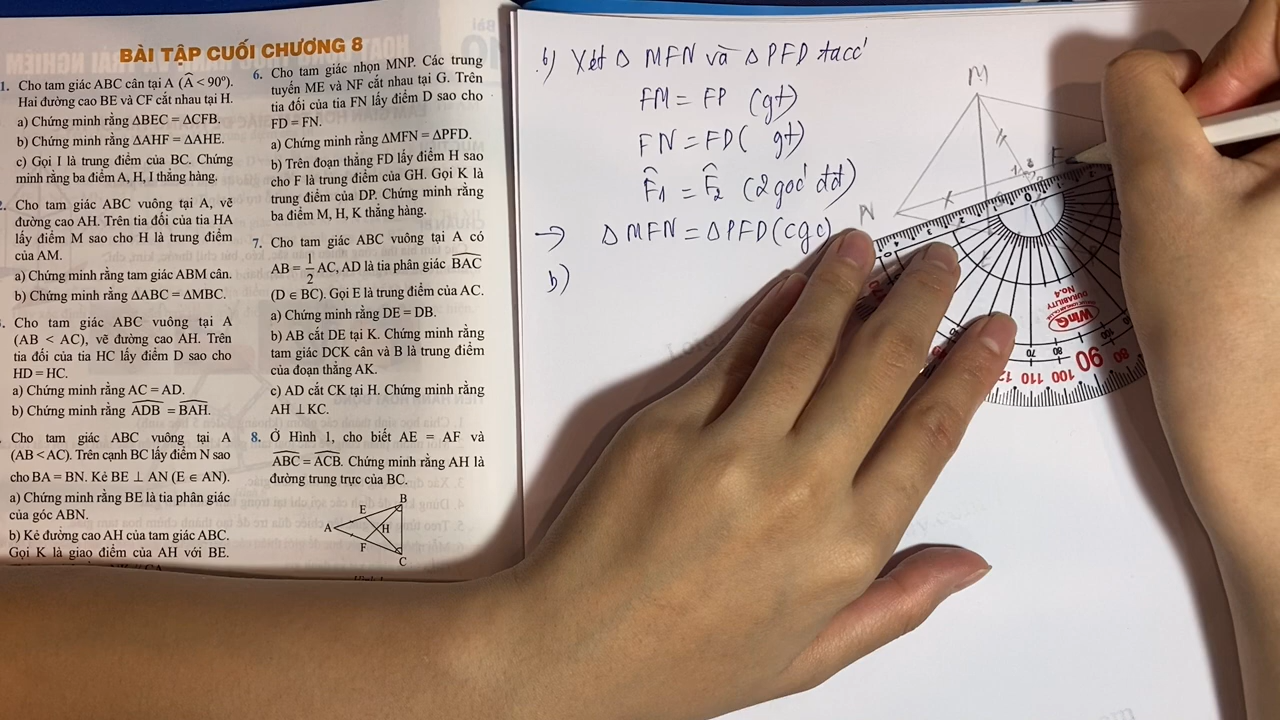 BÀI TẬP CUỐI CHƯƠNG 8
1. Cho tam giác ABC cân tại A (Â < 90°).
Hai đường cao BE và CF cắt nhau tại H.
a) Chứng minh rằng ΔBEC = ΔCFB.
b) Chứng minh rằng ΔAHF = ΔAHE.
c) Gọi I là trung điểm của BC. Chứng
minh rằng ba điểm A, H, I thẳng hàng.
2. Cho tam giác ABC vuông tại A, vẽ
đường cao AH. Trên tia đối của tia HA
lấy điểm M sao cho H là trung điểm
của AM.
a) Chứng minh rằng tam giác ABM cân.
b) Chứng minh rằng ΔABC = ΔMBC.
Cho tam giác ABC vuông tại A
(AB < AC), vẽ đường cao AH. Trên
tia đối của tia HC lấy điểm D sao cho
HD = HC.
a) Chứng minh rằng AC = AD.
b) Chứng minh rằng ADB = BAH.
Cho tam giác ABC vuông tại A
(AB < AC). Trên cạnh BC lấy điểm N sao
cho BA = BN. Kẻ BE ⊥ AN (E ∈ AN).
a) Chứng minh rằng BE là tia phân giác
của góc ABN.
b) Kẻ đường cao AH của tam giác ABC.
Gọi K là giao điểm của AH với BE.
6. Cho tam giác nhọn MNP. Các trung
tuyến ME và NF cắt nhau tại G. Trên
tia đối của tia FN lấy điểm D sao cho
FD = FN.
a) Chứng minh rằng ΔMFN = ΔPFD.
b) Trên đoạn thẳng FD lấy điểm H sao
cho F là trung điểm của GH. Gọi K là
trung điểm của DP. Chứng minh rằng
ba điểm M, H, K thẳng hàng.
7. Cho tam giác ABC vuông tại A có
AB = 1/2 AC, AD là tia phân giác BAC
(D ∈ BC). Gọi E là trung điểm của AC.
a) Chứng minh rằng DE = DB.
b) AB cắt DE tại K. Chứng minh rằng
tam giác DCK cân và B là trung điểm
của đoạn thẳng AK.
c) AD cắt CK tại H. Chứng minh rằng
AH ⊥ KC.
8. Ở Hình 1, cho biết AE = AF và
ABC = ACB. Chứng minh rằng AH là
đường trung trực của BC.
B
E
A
H
F
C
b) Xét Δ MFN và Δ PFD ta có
FM = FP (gt)
FN = FD ( gt)
F̂1 = F̂2 (2 góc đđ)
→ Δ MFN = Δ PFD (cgc)
b)
M
F
N
WinQ
DURABILITY
No.4
0
70 80 90 100 110
90 80